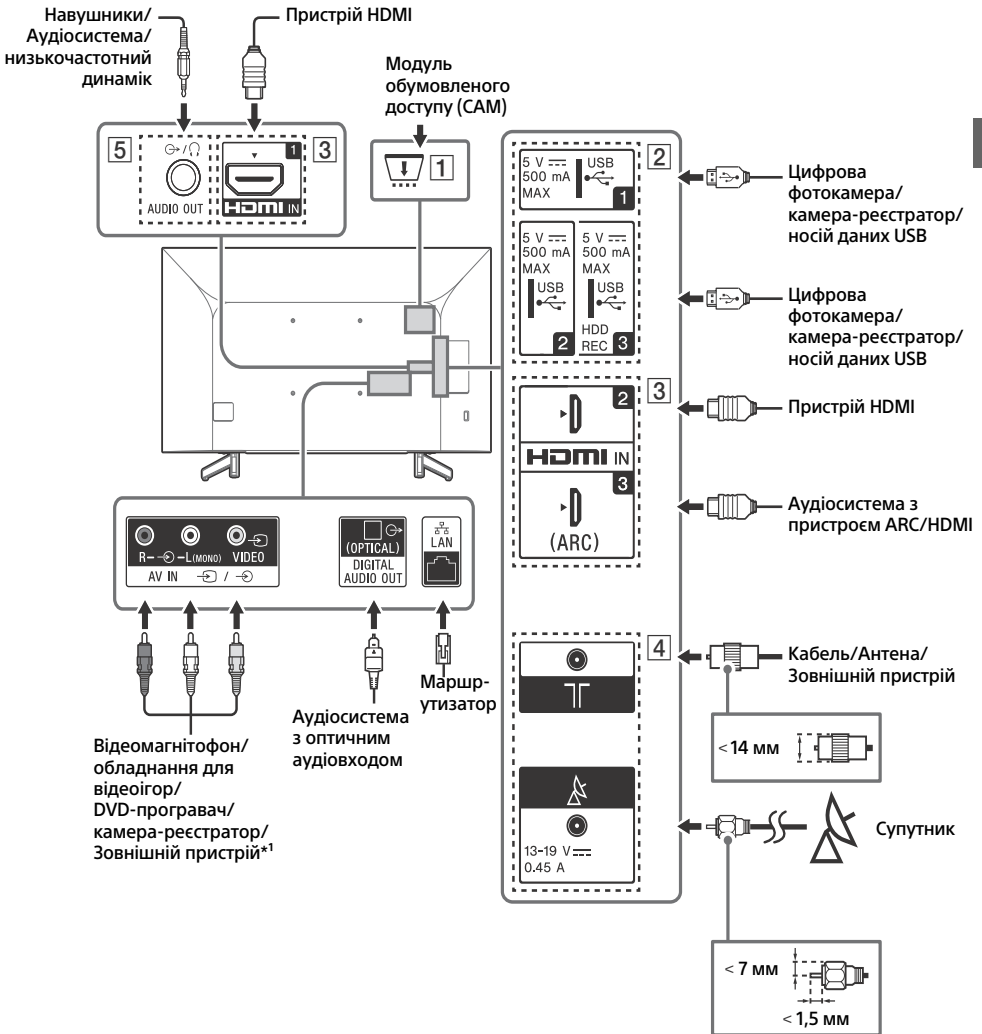 Навушники/
Аудіосистема/
низькочастотний
динамік
Пристрій HDMI
Модуль
обумовленого
доступу (CAM)
5
AUDIO OUT
1
HDMI IN
3
1
2
5 V
500 mA
MAX
USB
1
5 V
500 mA
MAX
USB
2
5 V
500 mA
MAX
USB
HDD
REC 3
Цифрова
фотокамера/
камера-реєстратор/
носій даних USB
Цифрова
фотокамера/
камера-реєстратор/
носій даних USB
3
2
HDMI IN
3
(ARC)
Пристрій HDMI
Аудіосистема з
пристроєм ARC/HDMI
R L(MONO) VIDEO
AV IN /
(OPTICAL)
DIGITAL
AUDIO OUT
LAN
Відеомагнітофон/
обладнання для
відеоігор/
DVD-програвач/
камера-реєстратор/
Зовнішній пристрій*1
Аудіосистема
з оптичним
аудіовходом
Маршр-
утизатор
4
Кабель/Антена/
Зовнішній пристрій
< 14 мм
13-19 V
0.45 A
Супутник
< 7 мм
< 1,5 мм